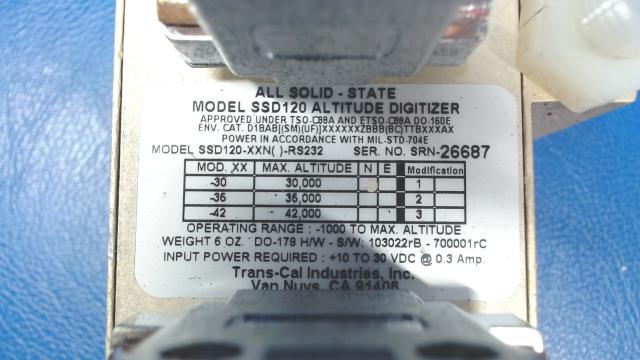 ALL SOLID - STATE
MODEL SSD120 ALTITUDE DIGITIZER
APPROVED UNDER TSO-C88A AND ETSO-C88A DO-160E
ENV. CAT. D1BAB[(SM)(UF)]XXXXXXZBBB(BC)TTBXXXAX
POWER IN ACCORDANCE WITH MIL-STD-704E
MODEL SSD120-XXN( )-RS232 SER. NO. SRN-26687
MOD. XX MAX. ALTITUDE N E Modification
-30 30,000 1
-35 35,000 2
-42 42,000 3
OPERATING RANGE : -1000 TO MAX. ALTITUDE
WEIGHT 6 OZ. DO-178 H/W - S/W: 103022rB - 700001rC
INPUT POWER REQUIRED : +10 TO 30 VDC @ 0.3 Amp.
Trans-Cal Industries, Inc.
Van Nuys, CA 91406